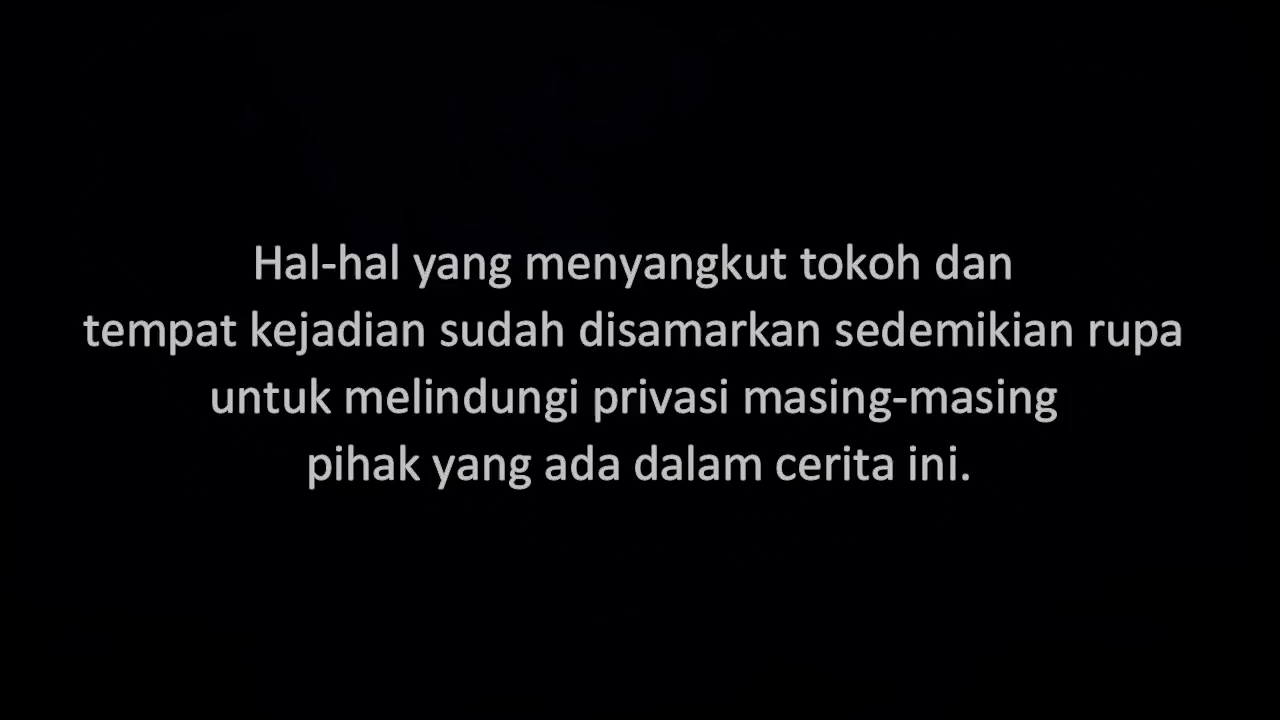 Hal-hal yang menyangkut tokoh dan
tempat kejadian sudah disamarkan sedemikian rupa
untuk melindungi privasi masing-masing
pihak yang ada dalam cerita ini.